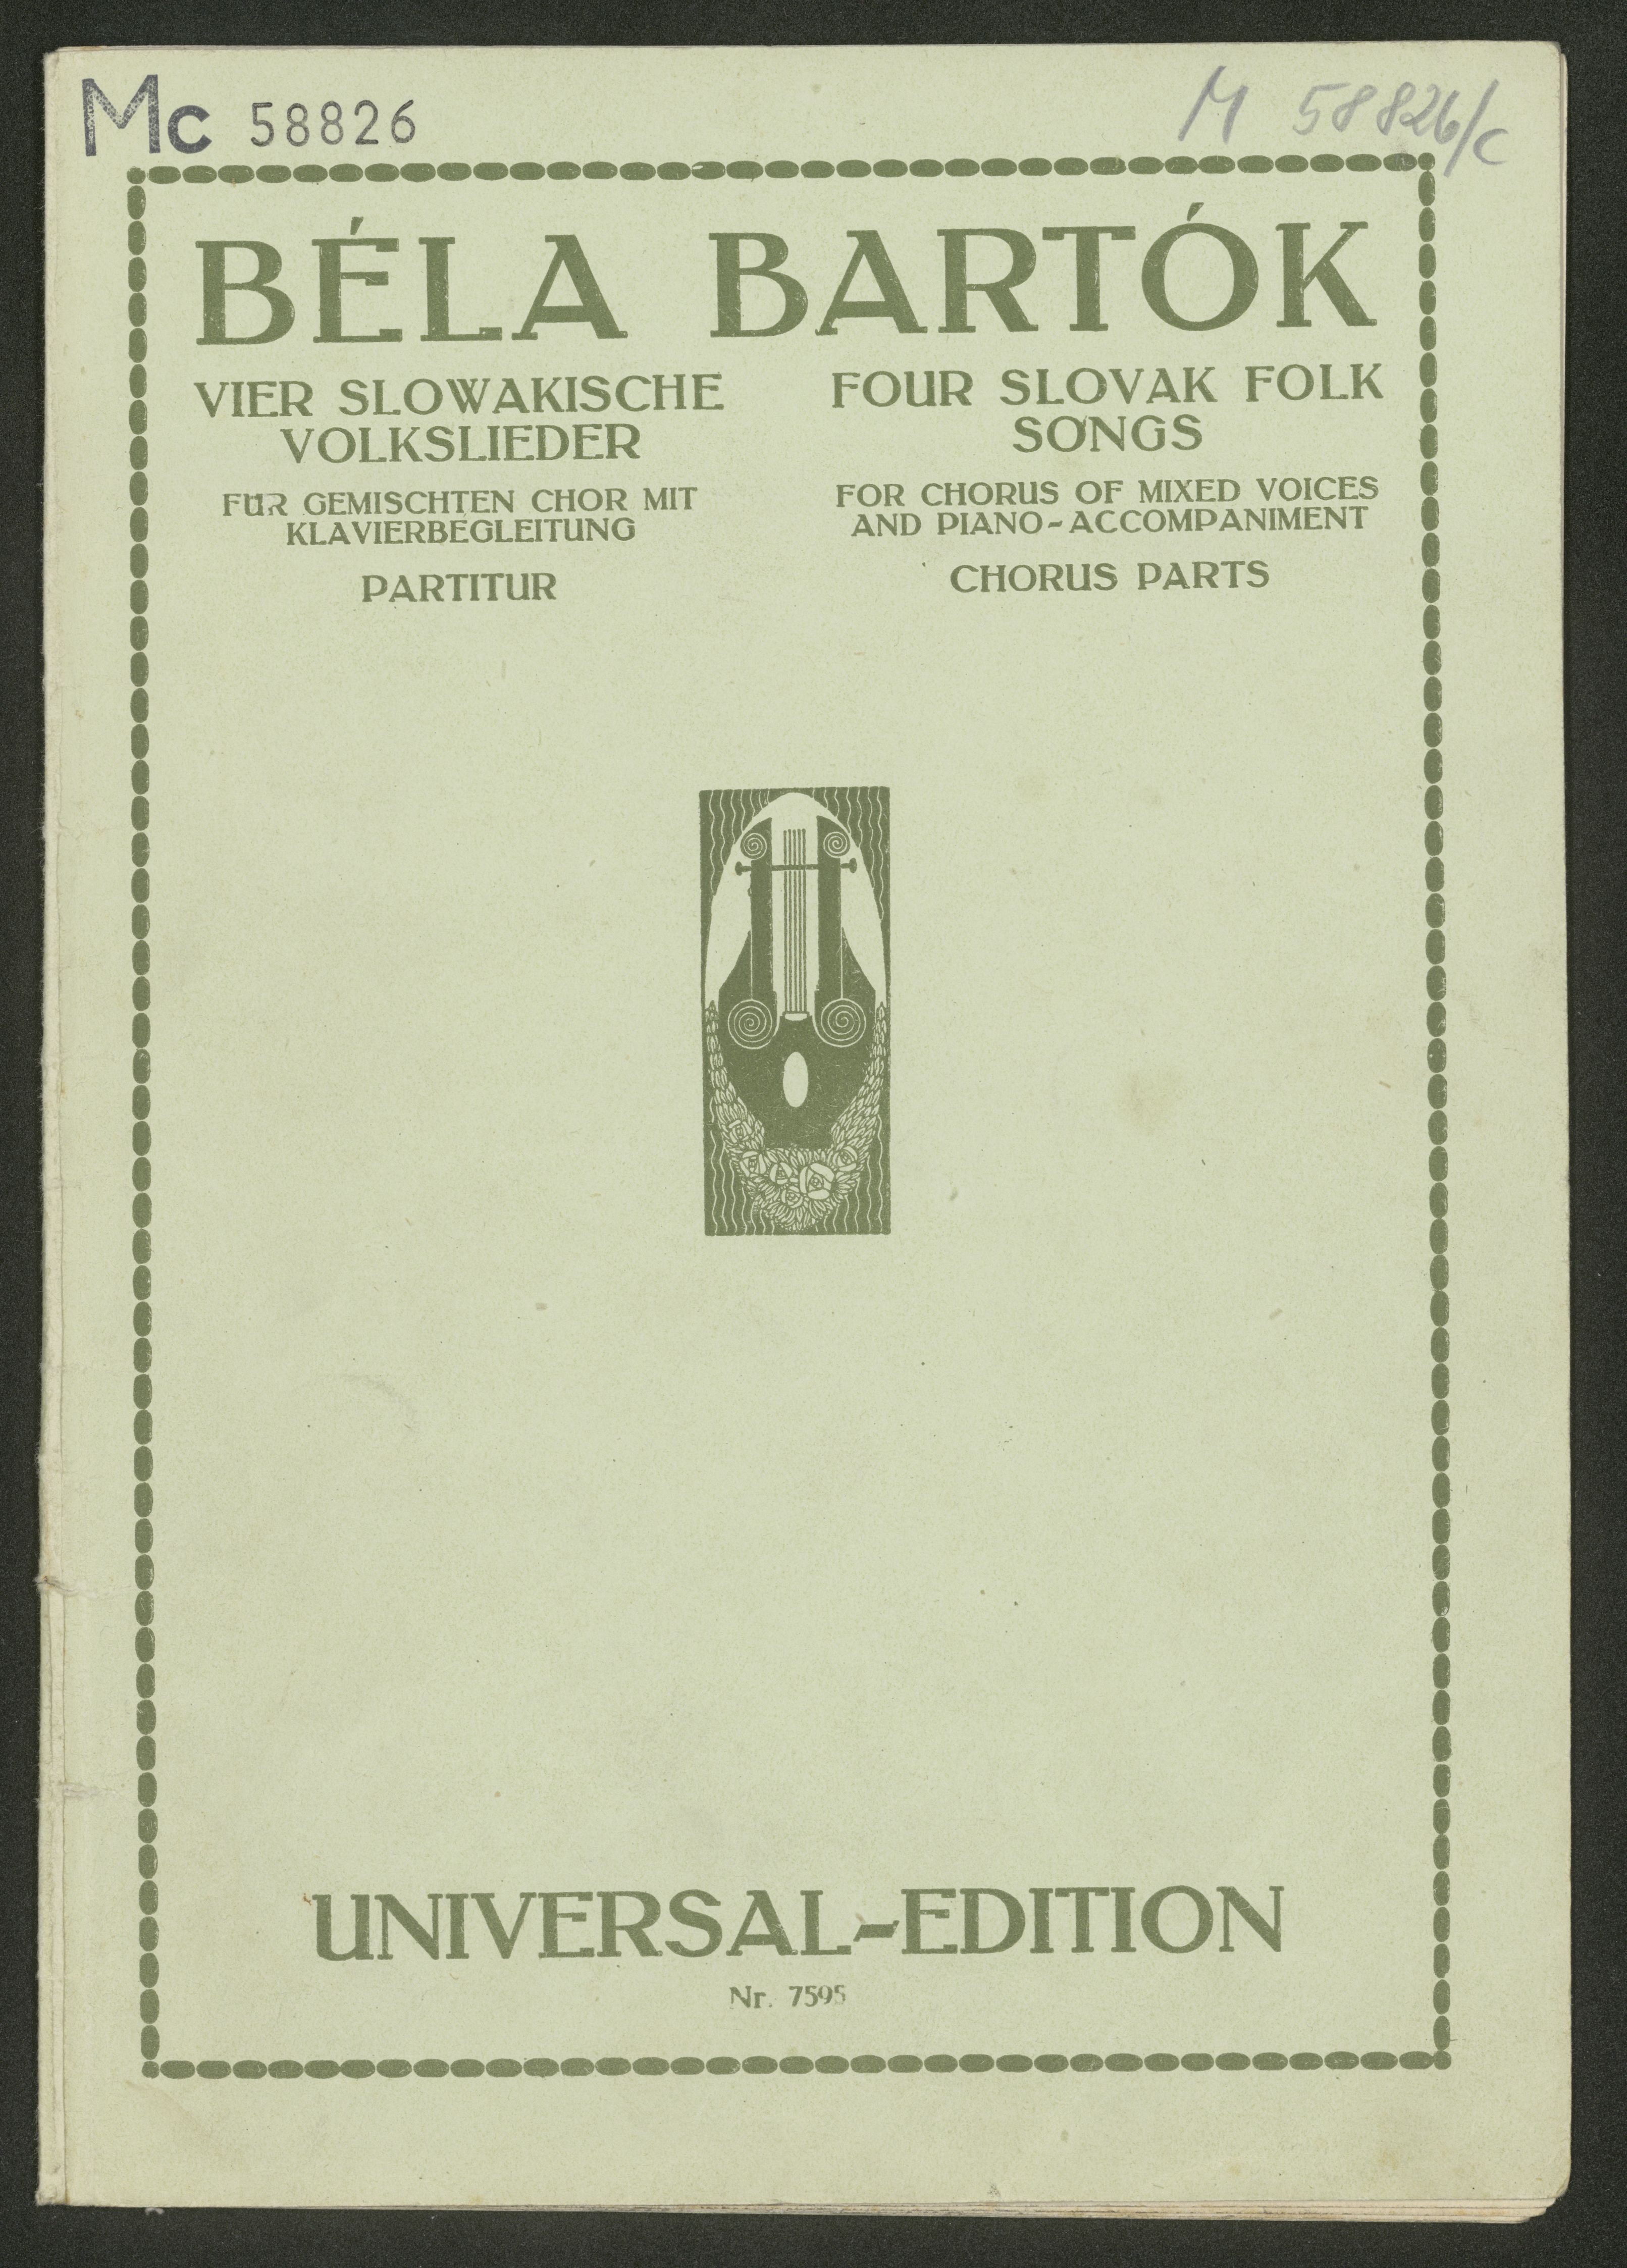 Mc 58826
M 58826/c
BÉLA BARTÓK
VIER SLOWAKISCHE
VOLKSLIEDER
FÜR GEMISCHTEN CHOR MIT
KLAVIERBEGLEITUNG
PARTITUR
FOUR SLOVAK FOLK
SONGS
FOR CHORUS OF MIXED VOICES
AND PIANO-ACCOMPANIMENT
CHORUS PARTS
UNIVERSAL-EDITION
Nr. 7595